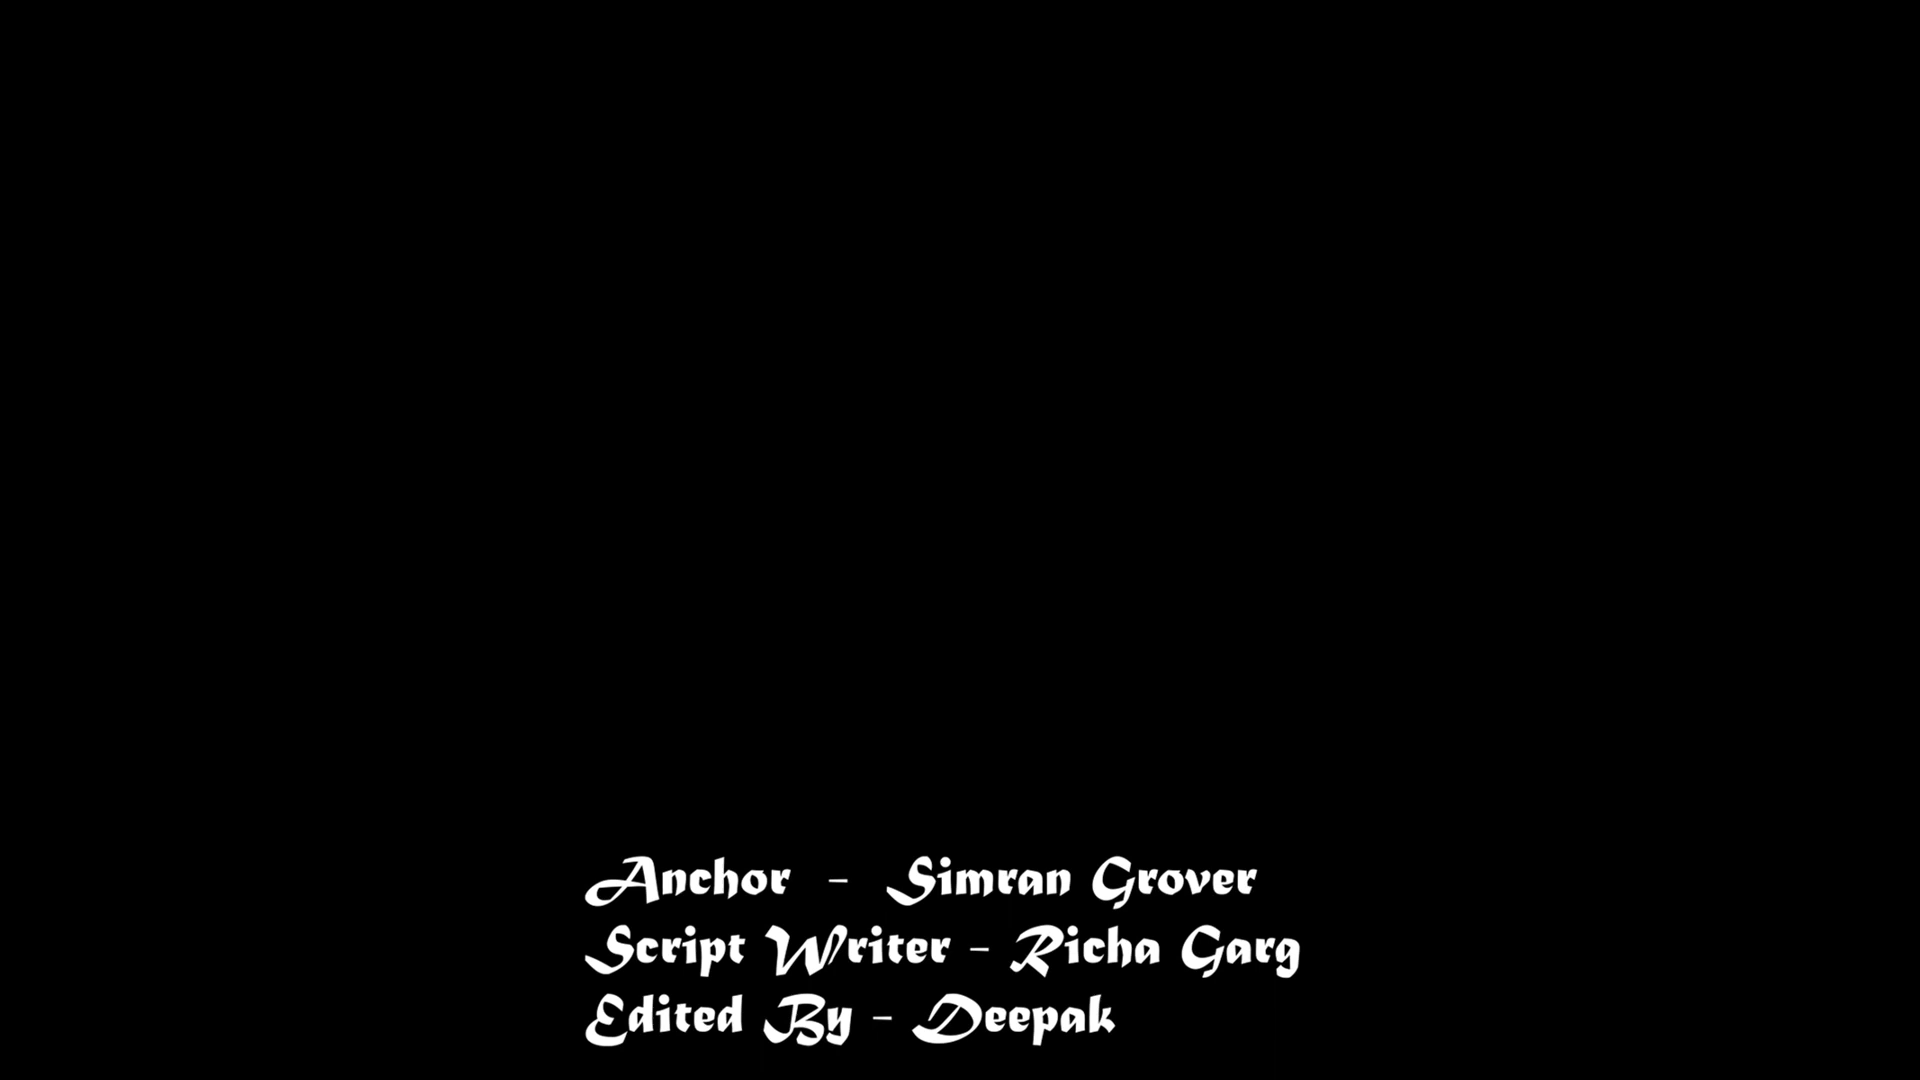 Anchor - Simran Grover
Script Writer - Richa Garg
Edited By - Deepak